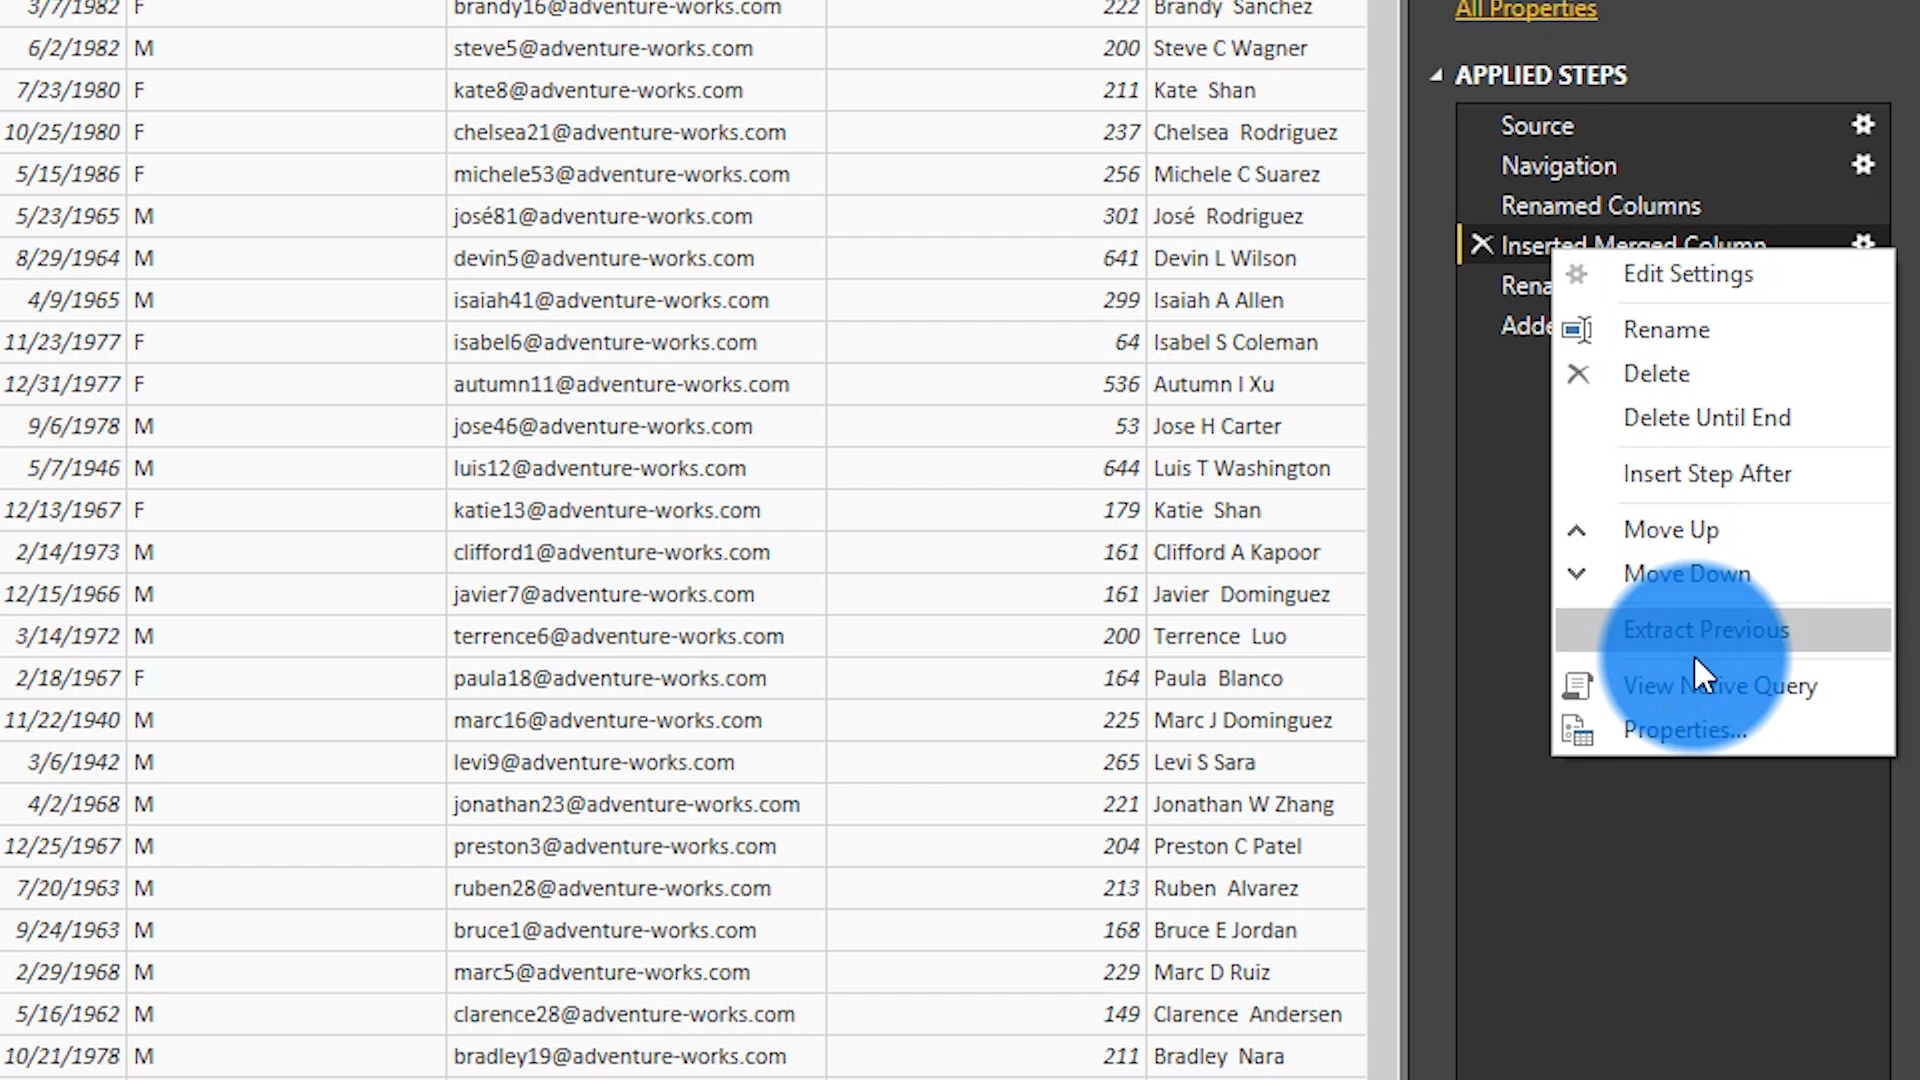 3/7/1982 F brandy16@adventure-works.com 222 Brandy  Sanchez
6/2/1982 M steve5@adventure-works.com 200 Steve C Wagner
7/23/1980 F kate8@adventure-works.com 211 Kate  Shan
10/25/1980 F chelsea21@adventure-works.com 237 Chelsea  Rodriguez
5/15/1986 F michele53@adventure-works.com 256 Michele C Suarez
5/23/1965 M josé81@adventure-works.com 301 José  Rodriguez
8/29/1964 M devin5@adventure-works.com 641 Devin L Wilson
4/9/1965 M isaiah41@adventure-works.com 299 Isaiah A Allen
11/23/1977 F isabel6@adventure-works.com 64 Isabel S Coleman
12/31/1977 F autumn11@adventure-works.com 536 Autumn I Xu
9/6/1978 M jose46@adventure-works.com 53 Jose H Carter
5/7/1946 M luis12@adventure-works.com 644 Luis T Washington
12/13/1967 F katie13@adventure-works.com 179 Katie  Shan
2/14/1973 M clifford1@adventure-works.com 161 Clifford A Kapoor
12/15/1966 M javier7@adventure-works.com 161 Javier  Dominguez
3/14/1972 M terrence6@adventure-works.com 200 Terrence  Luo
2/18/1967 F paula18@adventure-works.com 164 Paula  Blanco
11/22/1940 M marc16@adventure-works.com 225 Marc J Dominguez
3/6/1942 M levi9@adventure-works.com 265 Levi S Sara
4/2/1968 M jonathan23@adventure-works.com 221 Jonathan W Zhang
12/25/1967 M preston3@adventure-works.com 204 Preston C Patel
7/20/1963 M ruben28@adventure-works.com 213 Ruben  Alvarez
9/24/1963 M bruce1@adventure-works.com 168 Bruce E Jordan
2/29/1968 M marc5@adventure-works.com 229 Marc D Ruiz
5/16/1962 M clarence28@adventure-works.com 149 Clarence  Andersen
10/21/1978 M bradley19@adventure-works.com 211 Bradley  Nara
All Properties
APPLIED STEPS
Source
Navigation
Renamed Columns
Inserted Merged Column
Rena
Adde
Edit Settings
Rename
Delete
Delete Until End
Insert Step After
Move Up
Move Down
Extract Previous
View Native Query
Properties...